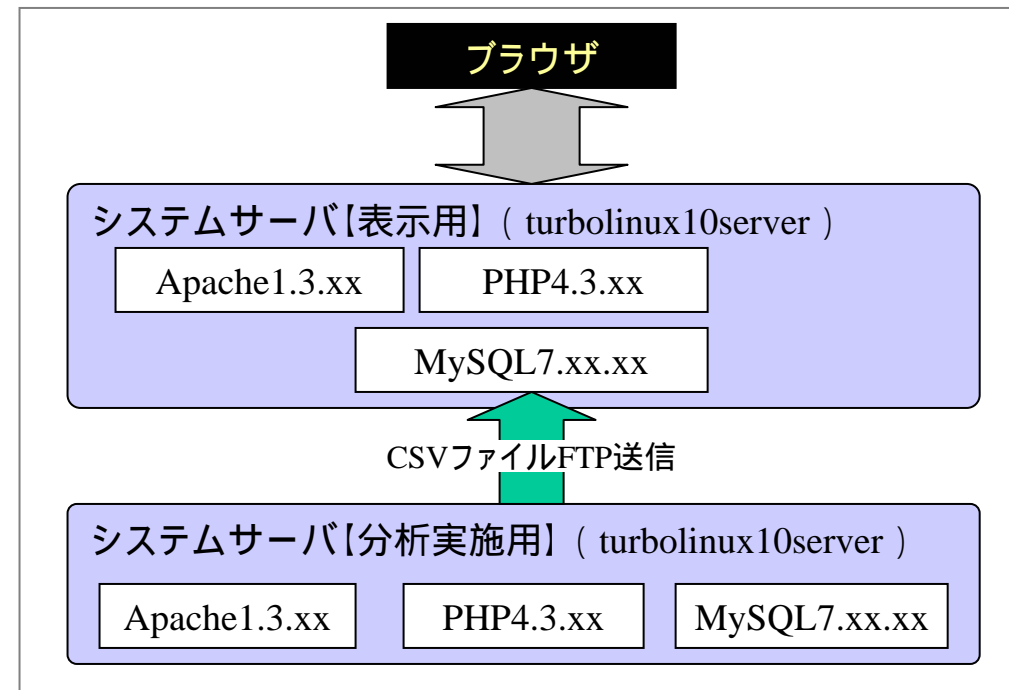 ブラウザ
システムサーバ【表示用】（turbolinux10server）
Apache1.3.xx
PHP4.3.xx
MySQL7.xx.xx
CSVファイルFTP送信
システムサーバ【分析実施用】（turbolinux10server）
Apache1.3.xx
PHP4.3.xx
MySQL7.xx.xx